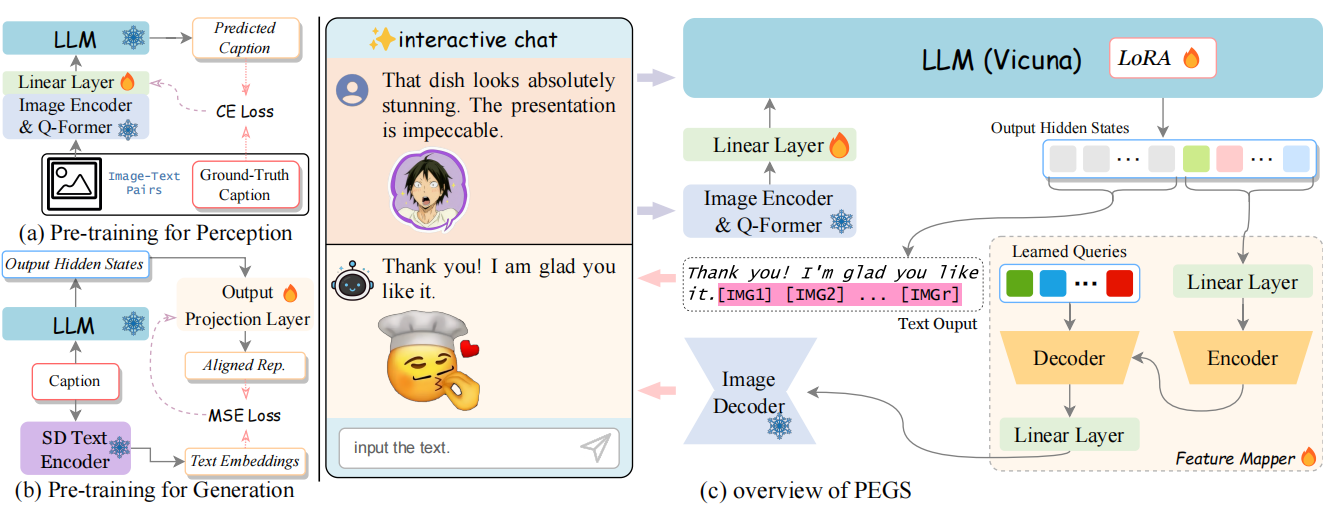 LLM
Predicted
Caption
Linear Layer
Image Encoder
& Q-Former
CE Loss
Image-Text
Pairs
Ground-Truth
Caption
(a) Pre-training for Perception
Output Hidden States
Output
Projection Layer
LLM
Aligned Rep.
Caption
MSE Loss
SD Text
Encoder
Text Embeddings
(b) Pre-training for Generation
interactive chat
That dish looks absolutely
stunning. The presentation
is impeccable.
Thank you! I am glad you
like it.
input the text.
LLM (Vicuna)
LoRA
Output Hidden States
Linear Layer
Image Encoder
& Q-Former
Thank you! I'm glad you like
it.[IMG1] [IMG2] ... [IMGr]
Text Ouput
Learned Queries
Linear Layer
Decoder
Encoder
Image
Decoder
Linear Layer
Feature Mapper
(c) overview of PEGS